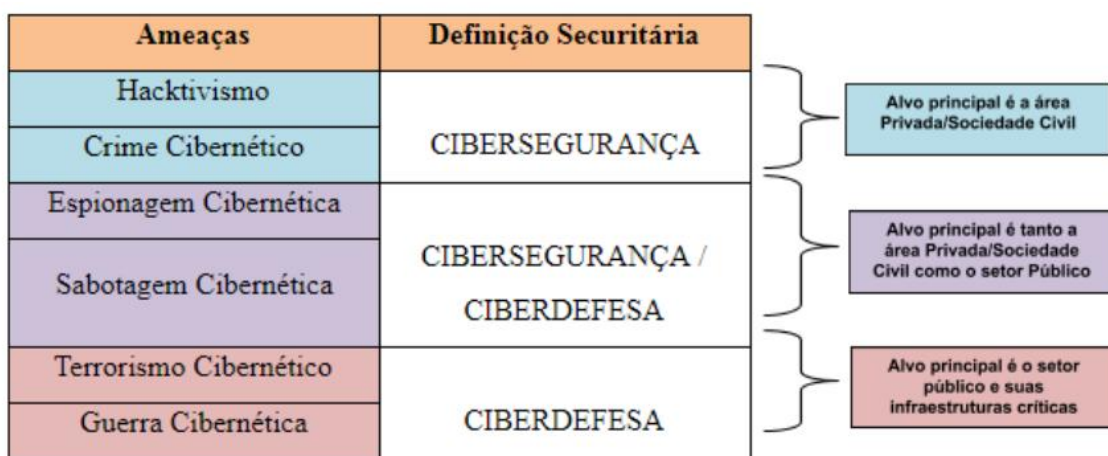 Ameaças
Definição Securitária
Hacktivismo
Crime Cibernético
CIBERSEGURANÇA
Alvo principal é a área
Privada/Sociedade Civil
Espionagem Cibernética
Sabotagem Cibernética
CIBERSEGURANÇA /
CIBERDEFESA
Alvo principal é tanto a
área Privada/Sociedade
Civil como o setor Público
Terrorismo Cibernético
Guerra Cibernética
CIBERDEFESA
Alvo principal é o setor
público e suas
infraestruturas críticas